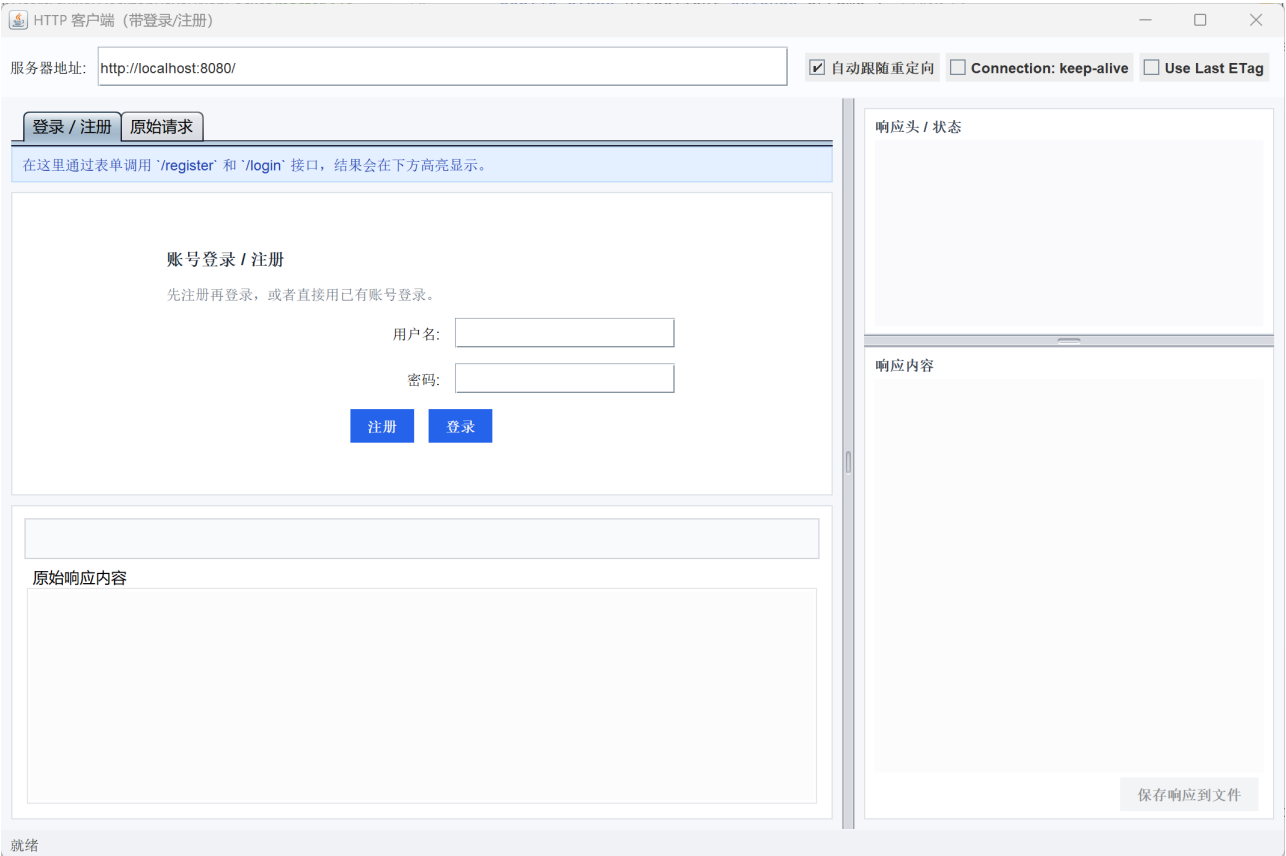 HTTP 客户端（带登录/注册）
服务器地址: http://localhost:8080/ 自动跟随重定向 Connection: keep-alive Use Last ETag
登录 / 注册 原始请求
在这里通过表单调用 `/register` 和 `/login` 接口，结果会在下方高亮显示。
账号登录 / 注册
先注册再登录，或者直接用已有账号登录。
用户名:
密码:
注册 登录
原始响应内容
响应头 / 状态
响应内容
保存响应到文件
就绪